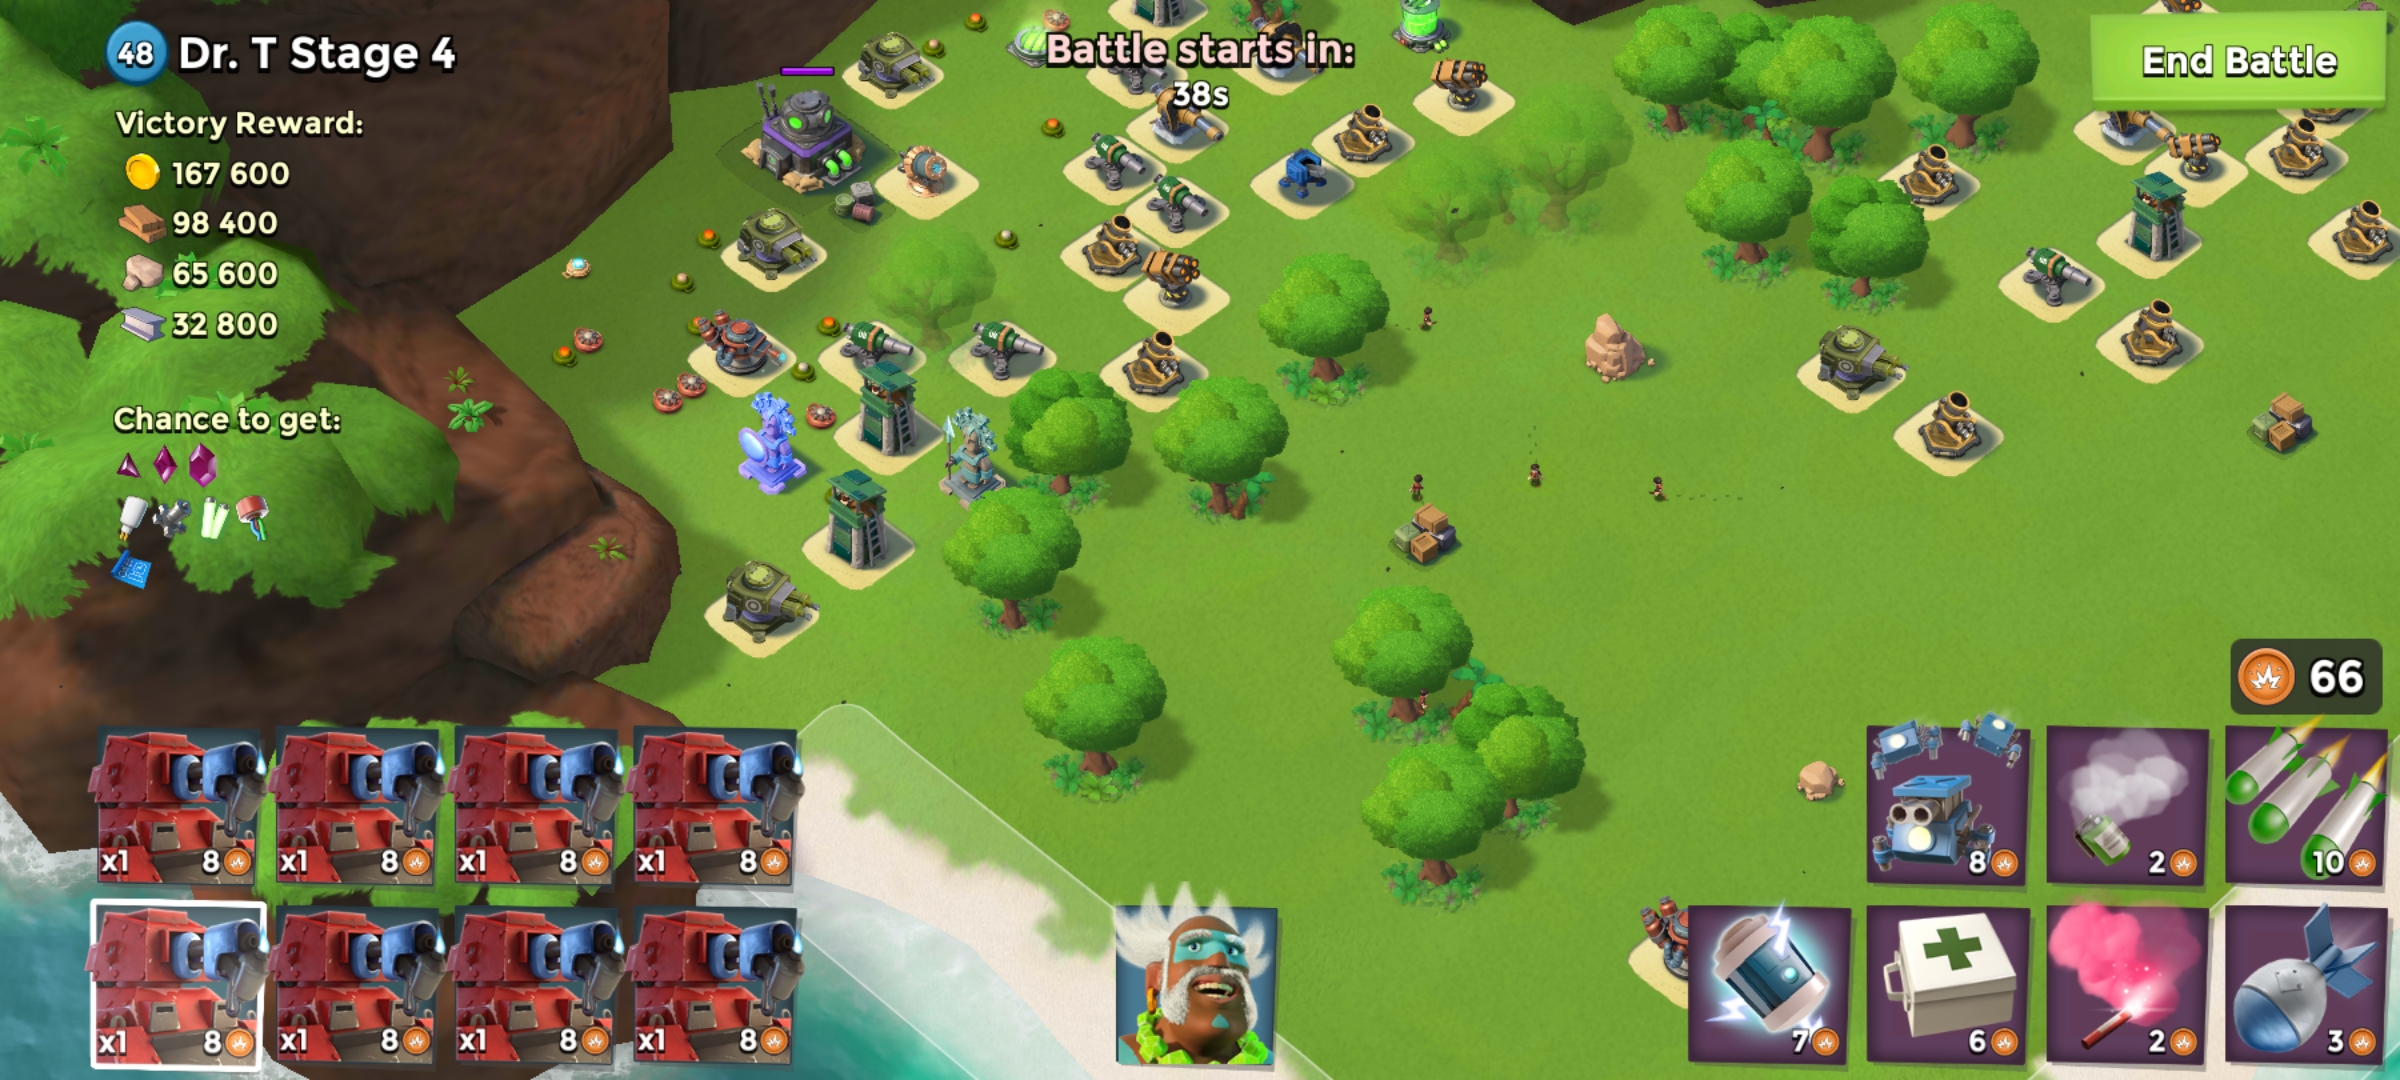 48 Dr. T Stage 4
Victory Reward:
167 600
98 400
65 600
32 800
Chance to get:
Battle starts in:
38s
End Battle
66
x1 8 x1 8 x1 8 x1 8
x1 8 x1 8 x1 8 x1 8
8 2 10
7 6 2 3